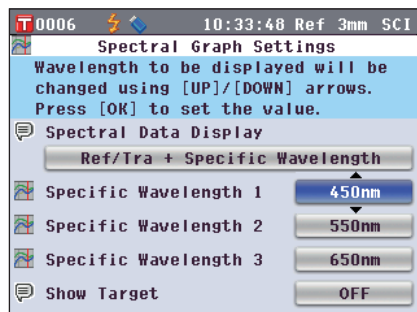 T0006 10:33:48 Ref 3mm SCI
Spectral Graph Settings
Wavelength to be displayed will be
changed using [UP]/[DOWN] arrows.
Press [OK] to set the value.
Spectral Data Display
Ref/Tra + Specific Wavelength
Specific Wavelength 1 450nm
Specific Wavelength 2 550nm
Specific Wavelength 3 650nm
Show Target OFF